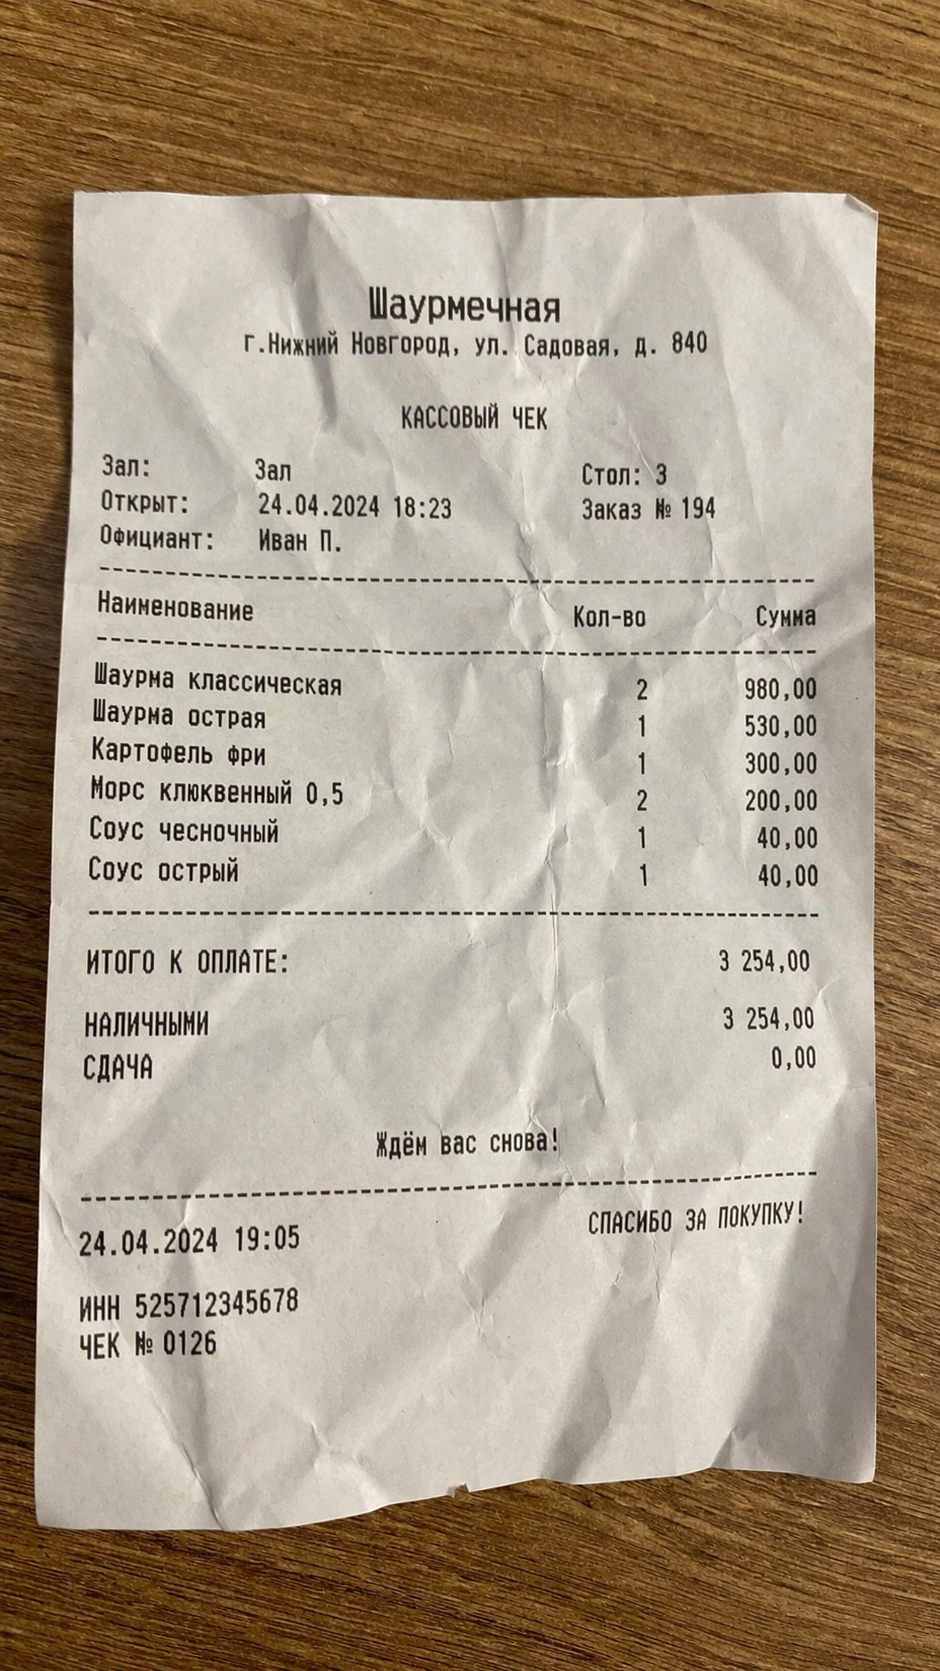 Шаурмечная
г.Нижний Новгород, ул. Садовая, д. 840
КАССОВЫЙ ЧЕК
Зал: Зал Стол: 3
Открыт: 24.04.2024 18:23 Заказ № 194
Официант: Иван П.
Наименование Кол-во Сумма
Шаурма классическая 2 980,00
Шаурма острая 1 530,00
Картофель фри 1 300,00
Морс клюквенный 0,5 2 200,00
Соус чесночный 1 40,00
Соус острый 1 40,00
ИТОГО К ОПЛАТЕ: 3 254,00
НАЛИЧНЫМИ 3 254,00
СДАЧА 0,00
Ждём вас снова!
24.04.2024 19:05 СПАСИБО ЗА ПОКУПКУ!
ИНН 525712345678
ЧЕК № 0126